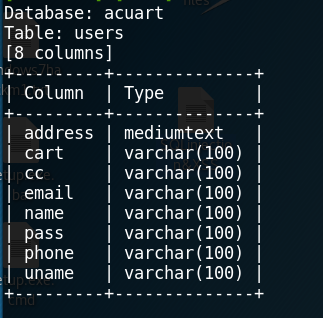 Database: acuart
Table: users
[8 columns]
+---------+--------------+
| Column  | Type         |
+---------+--------------+
| address | mediumtext   |
| cart    | varchar(100) |
| cc      | varchar(100) |
| email   | varchar(100) |
| name    | varchar(100) |
| pass    | varchar(100) |
| phone   | varchar(100) |
| uname   | varchar(100) |
+---------+--------------+